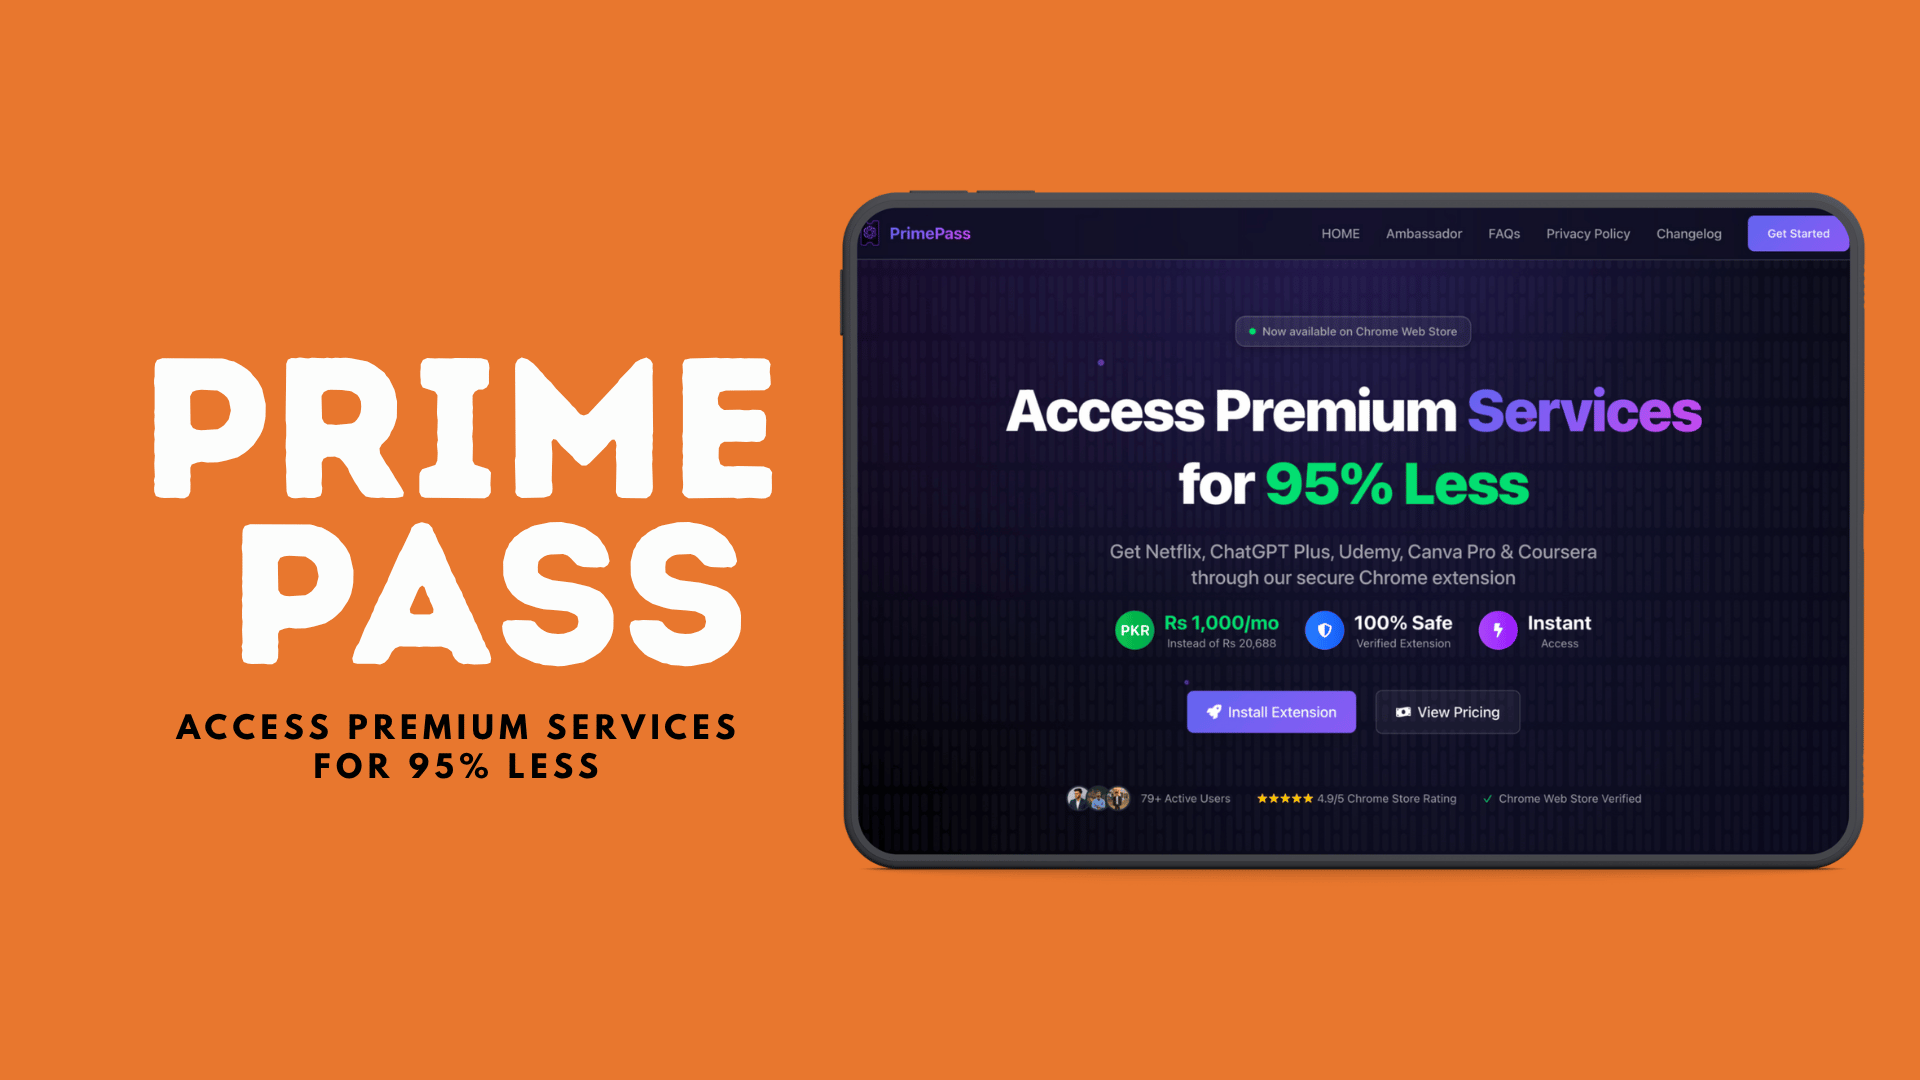 PRIME
PASS
ACCESS PREMIUM SERVICES
FOR 95% LESS
PrimePass
HOME Ambassador FAQs Privacy Policy Changelog Get Started
Now available on Chrome Web Store
Access Premium Services
for 95% Less
Get Netflix, ChatGPT Plus, Udemy, Canva Pro & Coursera
through our secure Chrome extension
PKR Rs 1,000/mo 100% Safe Instant
Instead of Rs 20,688 Verified Extension Access
Install Extension View Pricing
79+ Active Users 4.9/5 Chrome Store Rating ✓ Chrome Web Store Verified